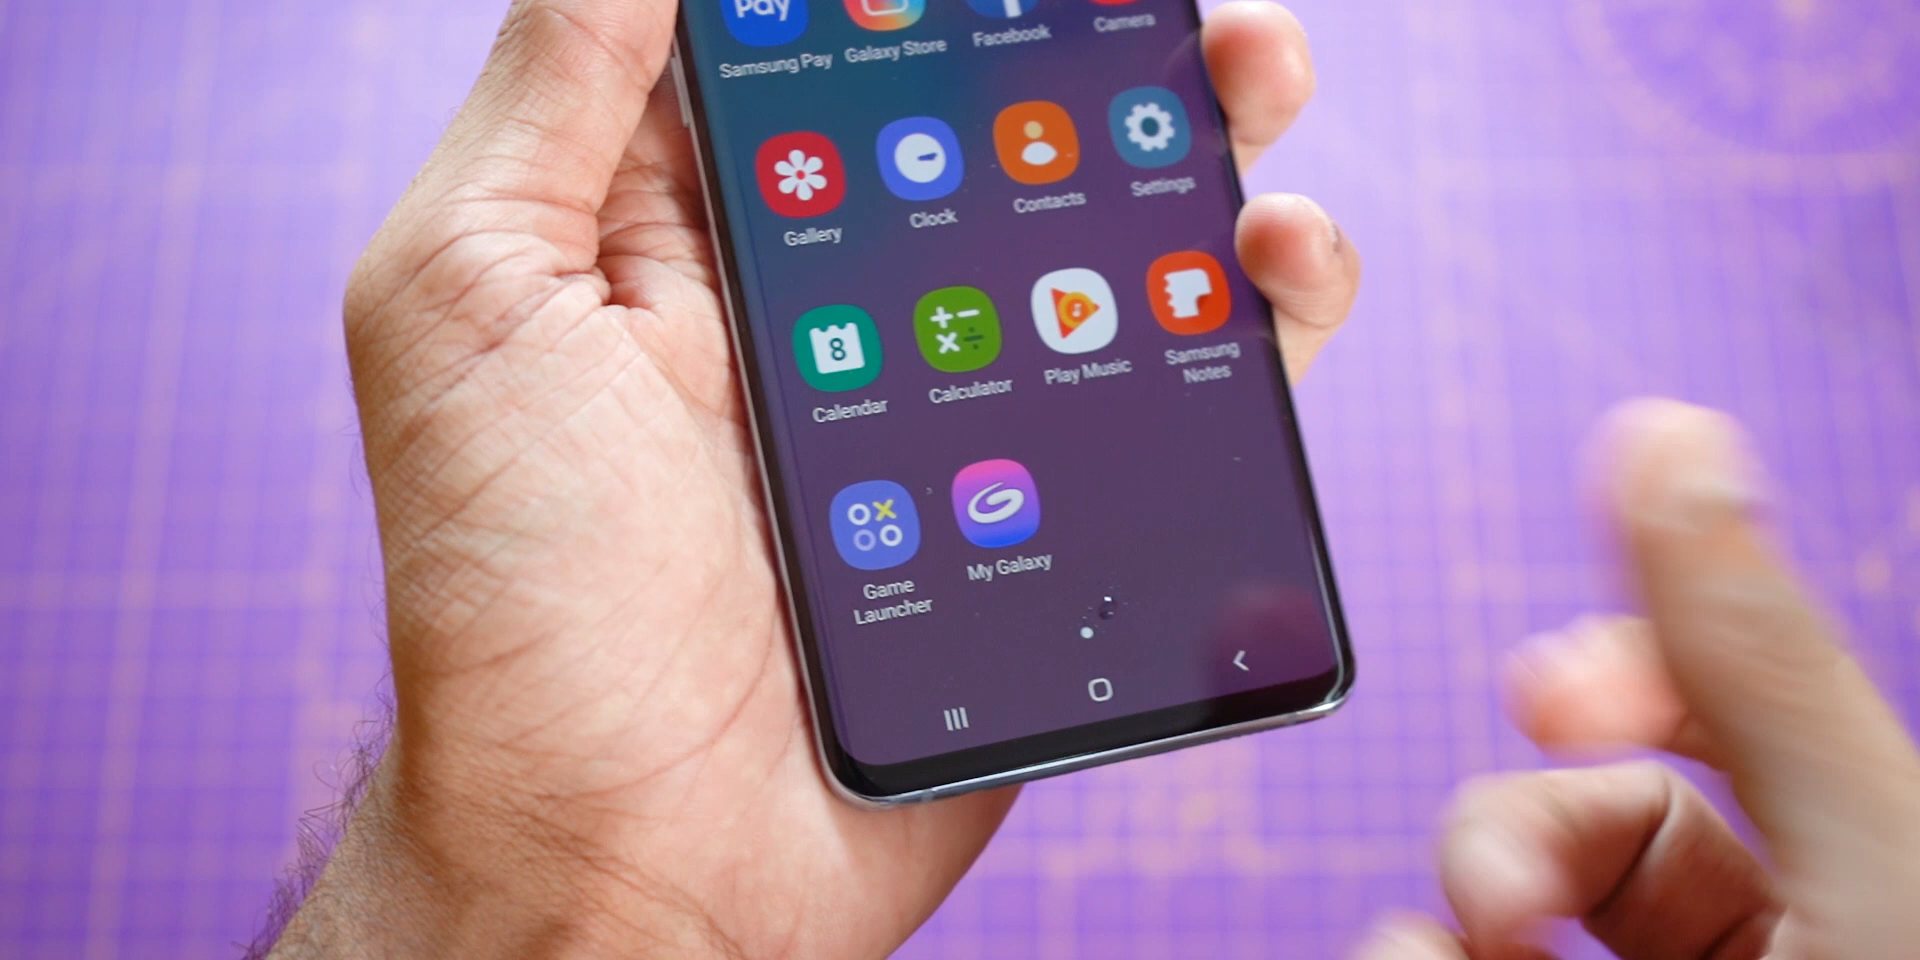 Pay
Samsung Pay
Galaxy Store
Facebook
Camera
Gallery
Clock
Contacts
Settings
8
Calendar
Calculator
Play Music
Samsung
Notes
Game
Launcher
My Galaxy